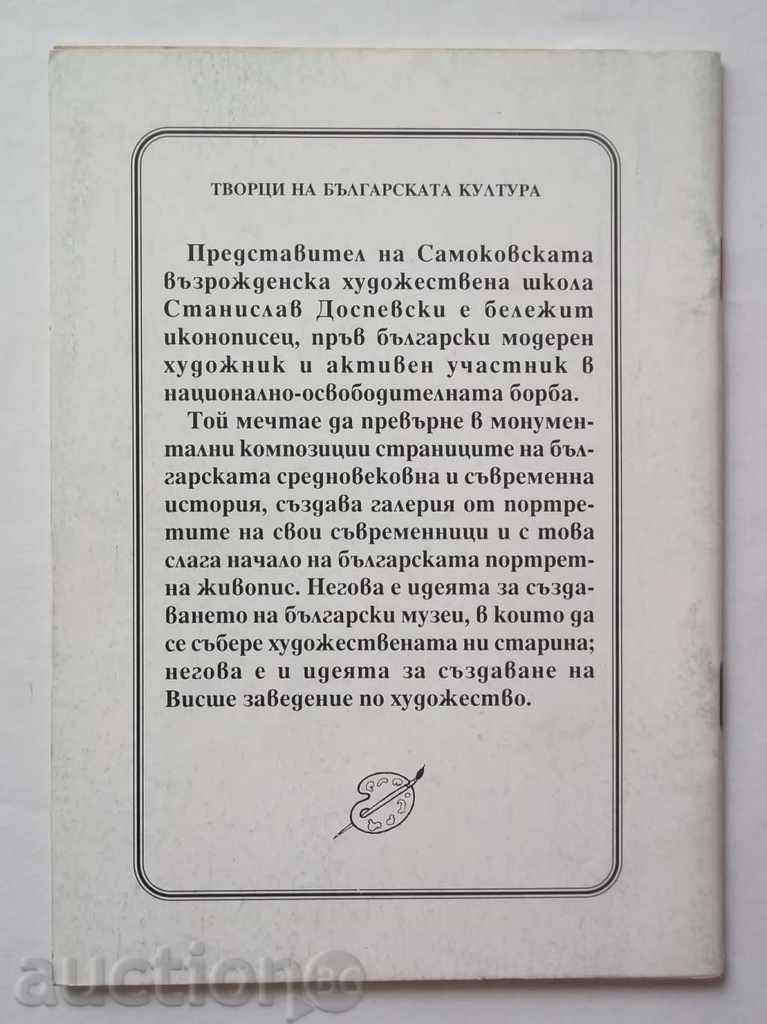 ТВОРЦИ НА БЪЛГАРСКАТА КУЛТУРА
Представител на Самоковската
възрожденска художествена школа
Станислав Доспевски е бележит
иконописец, пръв български модерен
художник и активен участник в
национално-освободителната борба.
Той мечтае да превърне в монумен-
тални композиции страниците на бъл-
гарската средновековна и съвременна
история, създава галерия от портре-
тите на свои съвременници и с това
слага начало на българската портрет-
на живопис. Негова е идеята за създа-
ването на български музеи, в които да
се събере художествената ни старина;
негова е и идеята за създаване на
Висше заведение по художество.
auction.BG